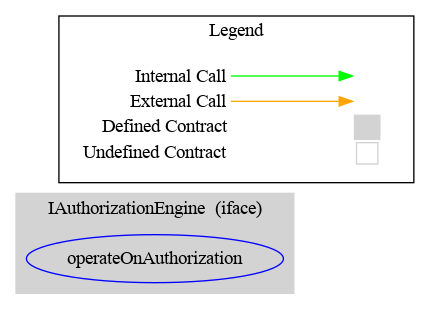 Legend
Internal Call
External Call
Defined Contract
Undefined Contract
IAuthorizationEngine (iface)
operateOnAuthorization